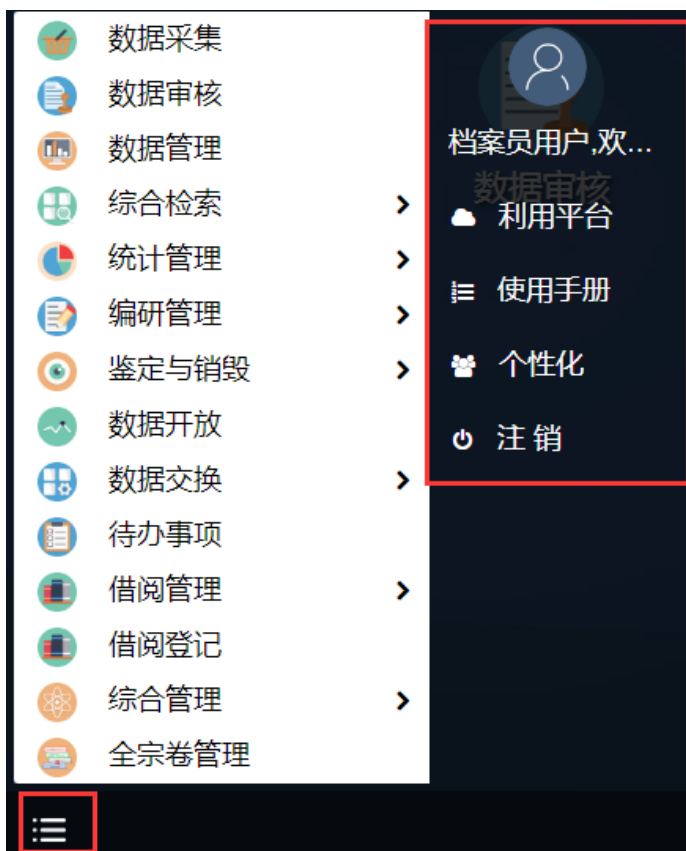 数据采集
数据审核
数据管理
综合检索
统计管理
编研管理
鉴定与销毁
数据开放
数据交换
待办事项
借阅管理
借阅登记
综合管理
全宗卷管理
档案员用户,欢...
数据审核
利用平台
使用手册
个性化
注 销